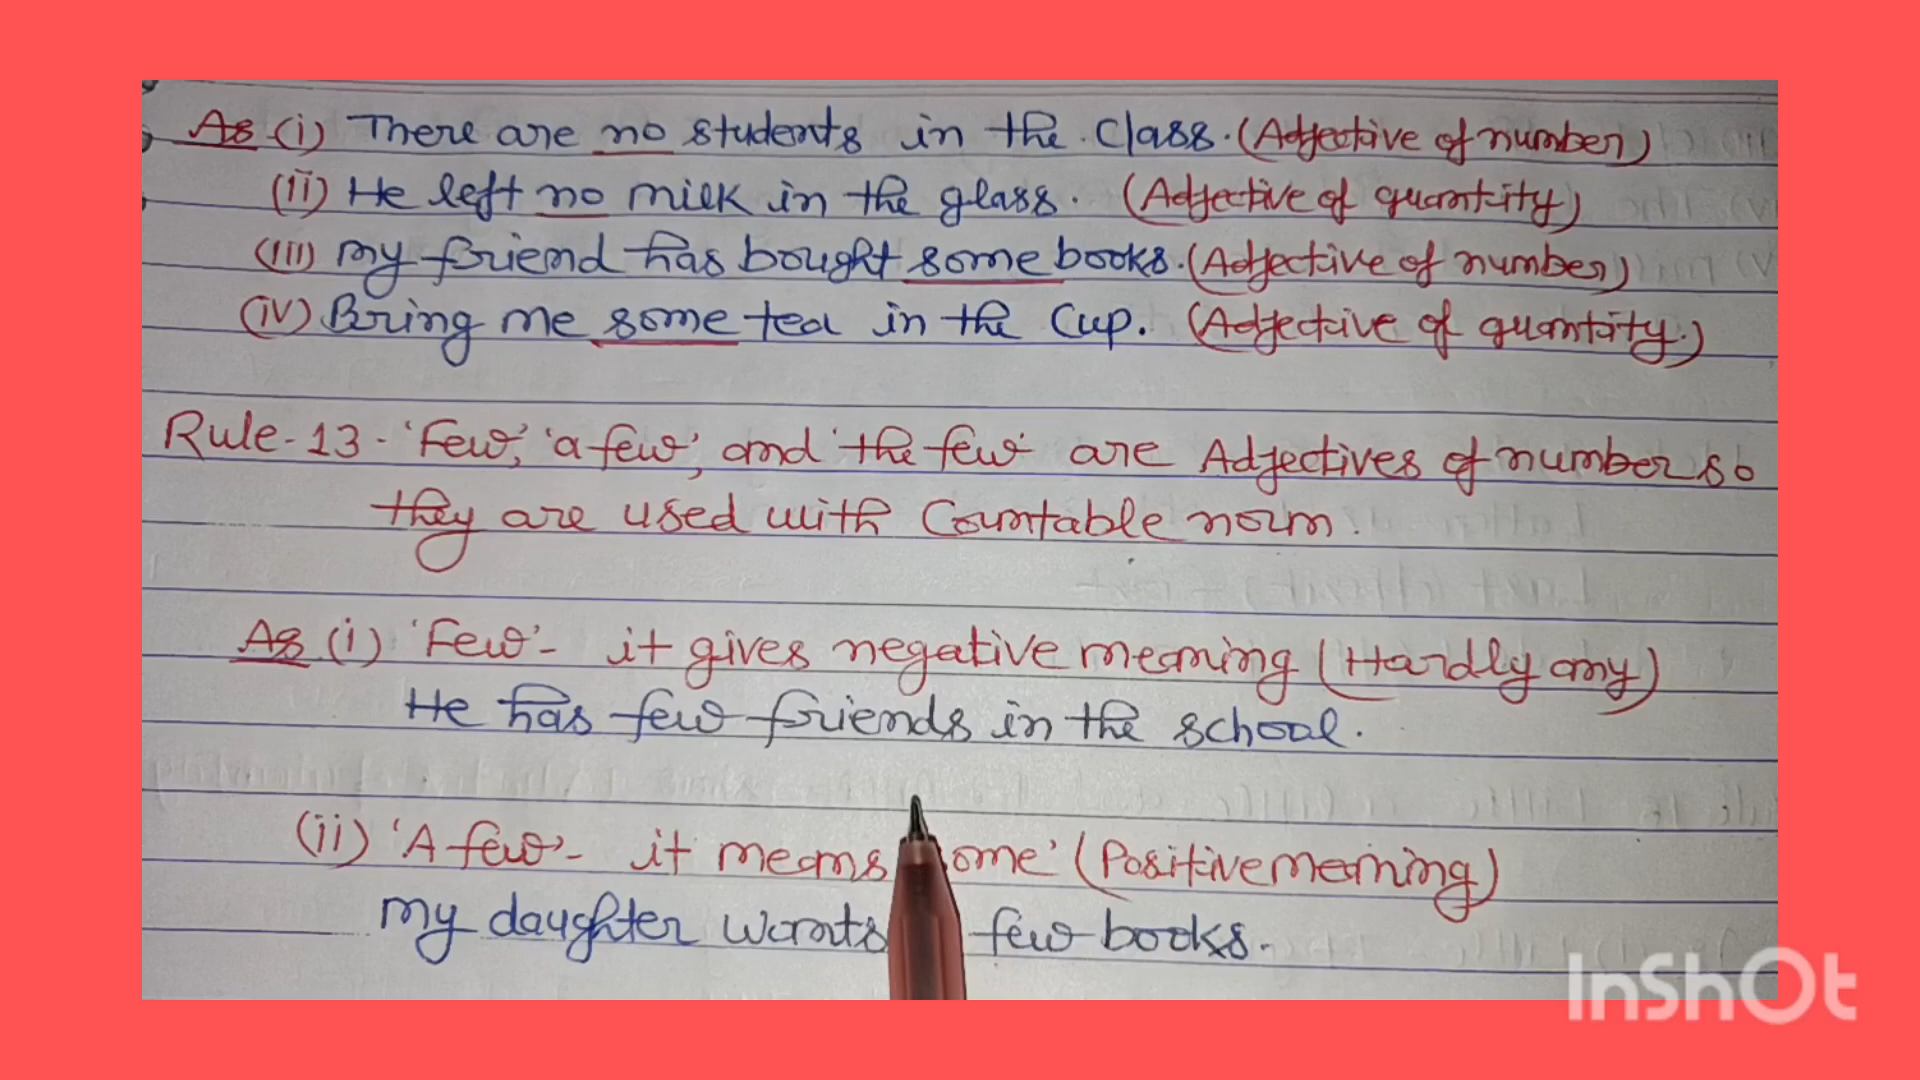 As (i) There are no students in the class. (Adjective of number)
(ii) He left no milk in the glass. (Adjective of quantity)
(iii) My friend has bought some books. (Adjective of number)
(iv) Bring me some tea in the cup. (Adjective of quantity.)
Rule-13-'Few', 'a few', and 'the few' are Adjectives of number so
they are used with Countable noun.
As (i) 'Few'- it gives negative meaning (Hardly any)
He has few friends in the school.
(ii) 'A few'- it means ome' (Positive meaning)
My daughter wants few books.
InShOt